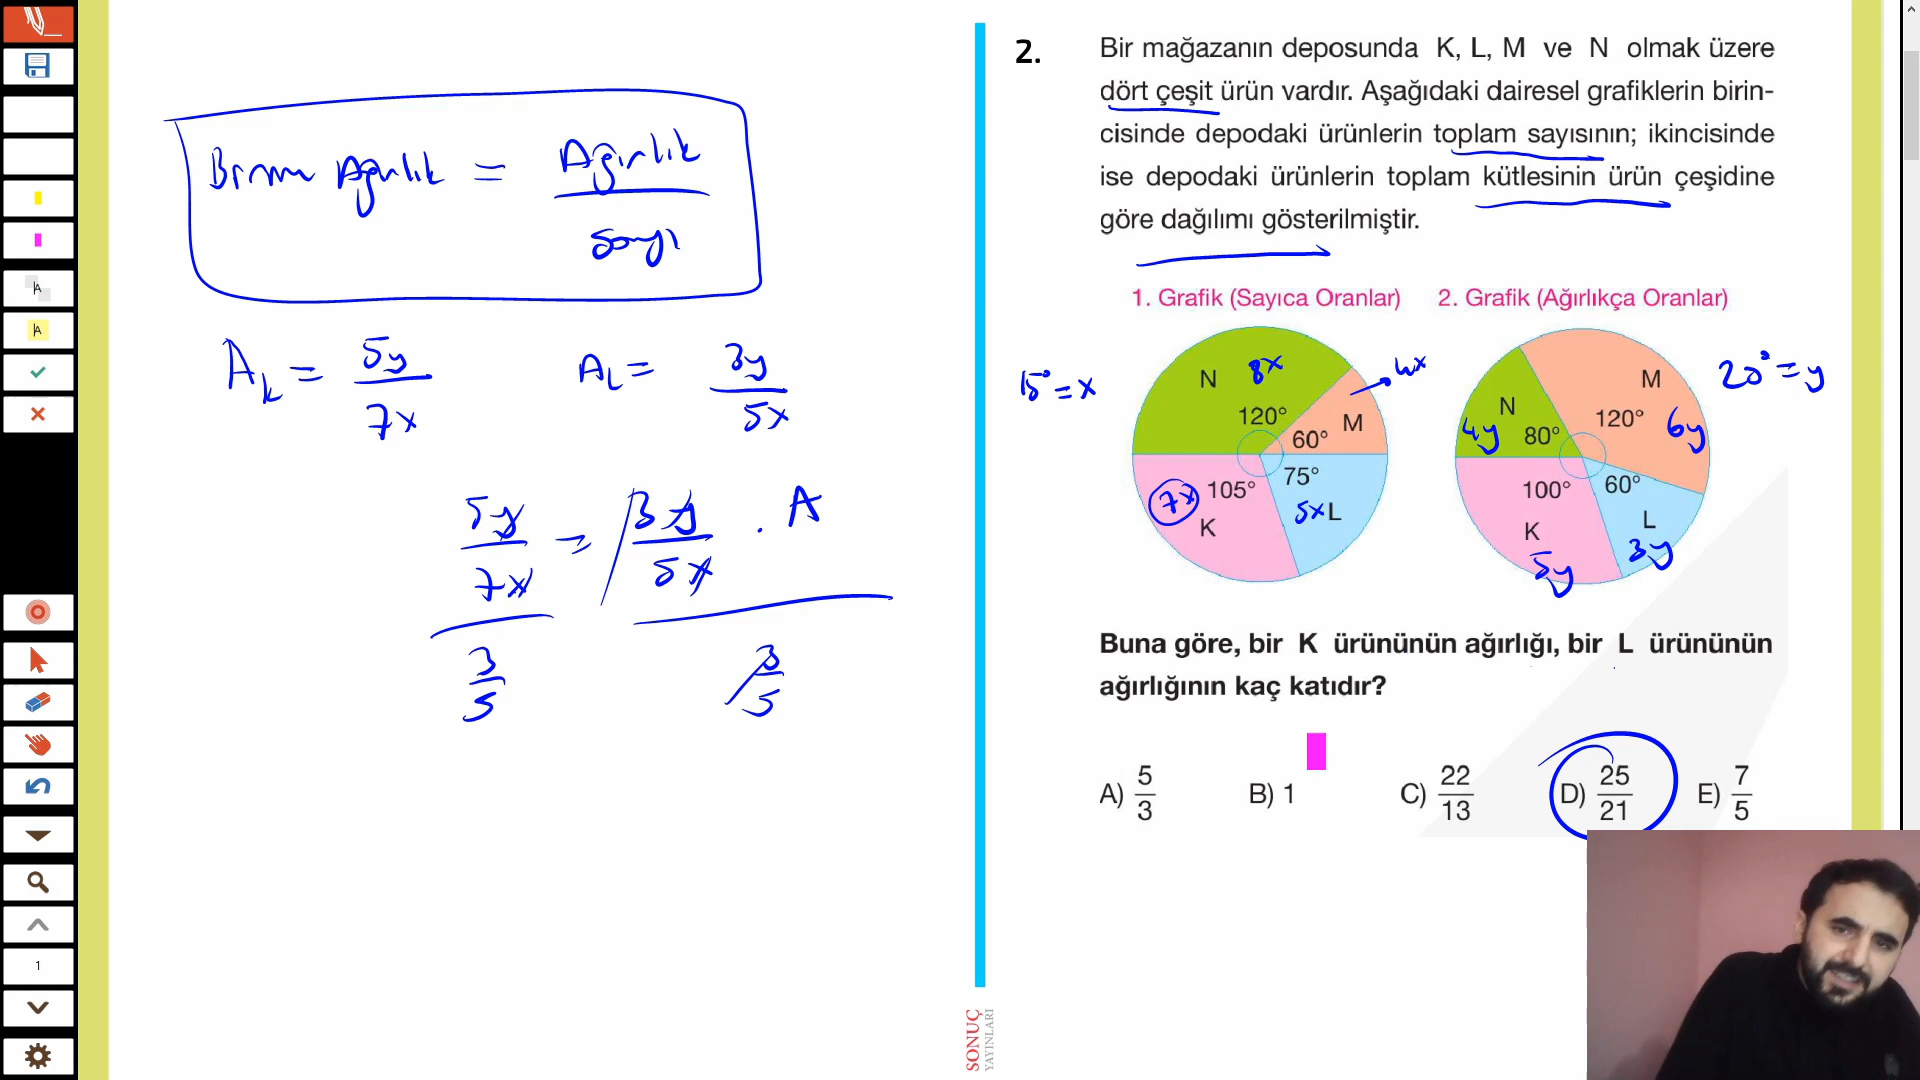 Birim Ağırlık = Ağırlık / Sayı
A_K = 5y / 7x
A_L = 3y / 5x
5y / 7x = 3y / 5x . A
3 / 5
3 / 5
2.
Bir mağazanın deposunda K, L, M ve N olmak üzere
dört çeşit ürün vardır. Aşağıdaki dairesel grafiklerin birin-
cisinde depodaki ürünlerin toplam sayısının; ikincisinde
ise depodaki ürünlerin toplam kütlesinin ürün çeşidine
göre dağılımı gösterilmiştir.
1. Grafik (Sayıca Oranlar)
15° = x
N 8x
120°
4x
60° M
75°
5x L
7x 105°
K
2. Grafik (Ağırlıkça Oranlar)
20° = y
M
120° 6y
N
4y 80°
100°
K
5y
60°
L
3y
Buna göre, bir K ürününün ağırlığı, bir L ürününün
ağırlığının kaç katıdır?
A) 5/3 B) 1 C) 22/13 D) 25/21 E) 7/5
SONUÇ
YAYINLARI
A
A
1